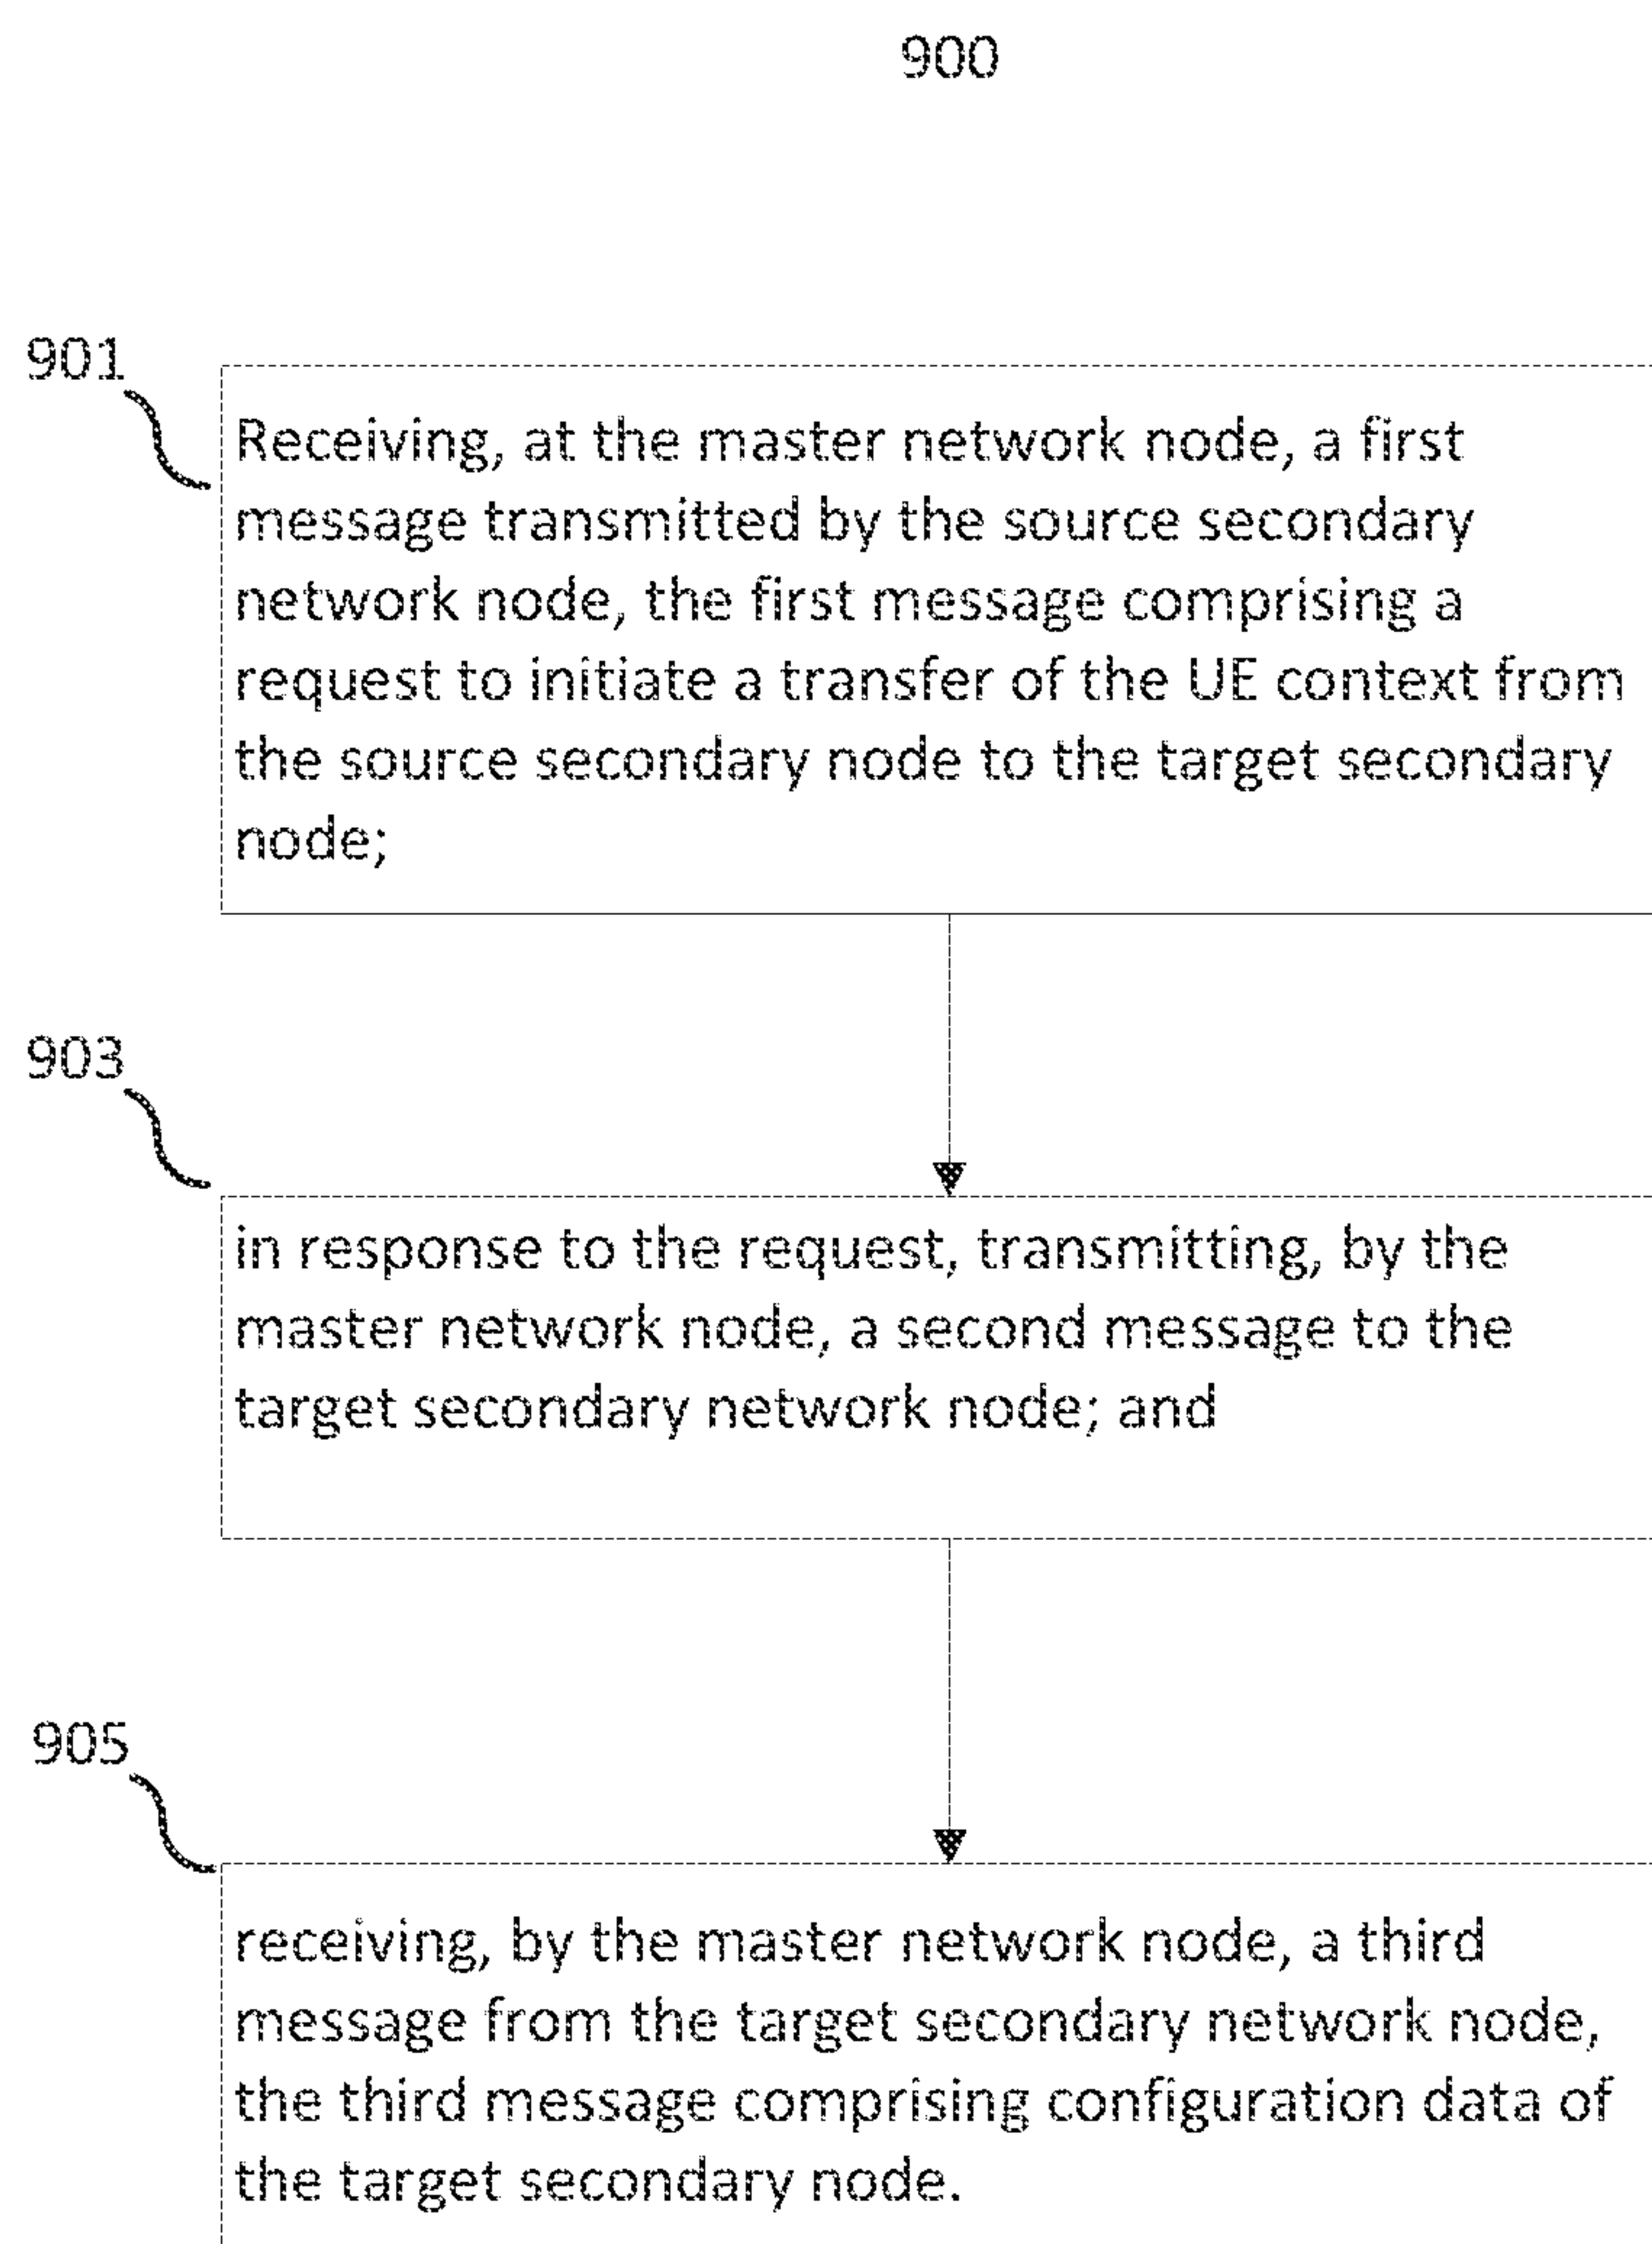 900
901
Receiving, at the master network node, a first
message transmitted by the source secondary
network node, the first message comprising a
request to initiate a transfer of the UE context from
the source secondary node to the target secondary
node;
903
in response to the request, transmitting, by the
master network node, a second message to the
target secondary network node; and
905
receiving, by the master network node, a third
message from the target secondary network node,
the third message comprising configuration data of
the target secondary node.